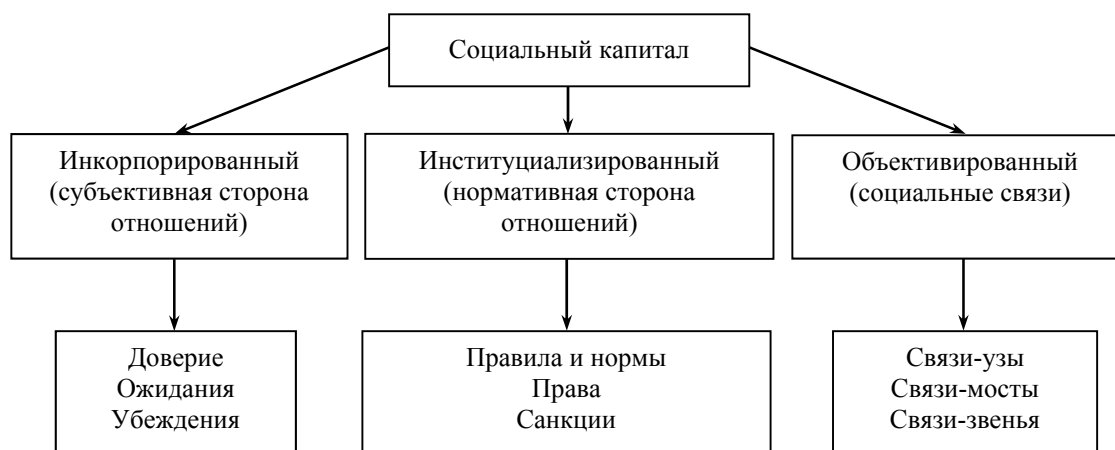 Социальный капитал
Инкорпорированный
(субъективная сторона
отношений)
Институциализированный
(нормативная сторона
отношений)
Объективированный
(социальные связи)
Доверие
Ожидания
Убеждения
Правила и нормы
Права
Санкции
Связи-узы
Связи-мосты
Связи-звенья